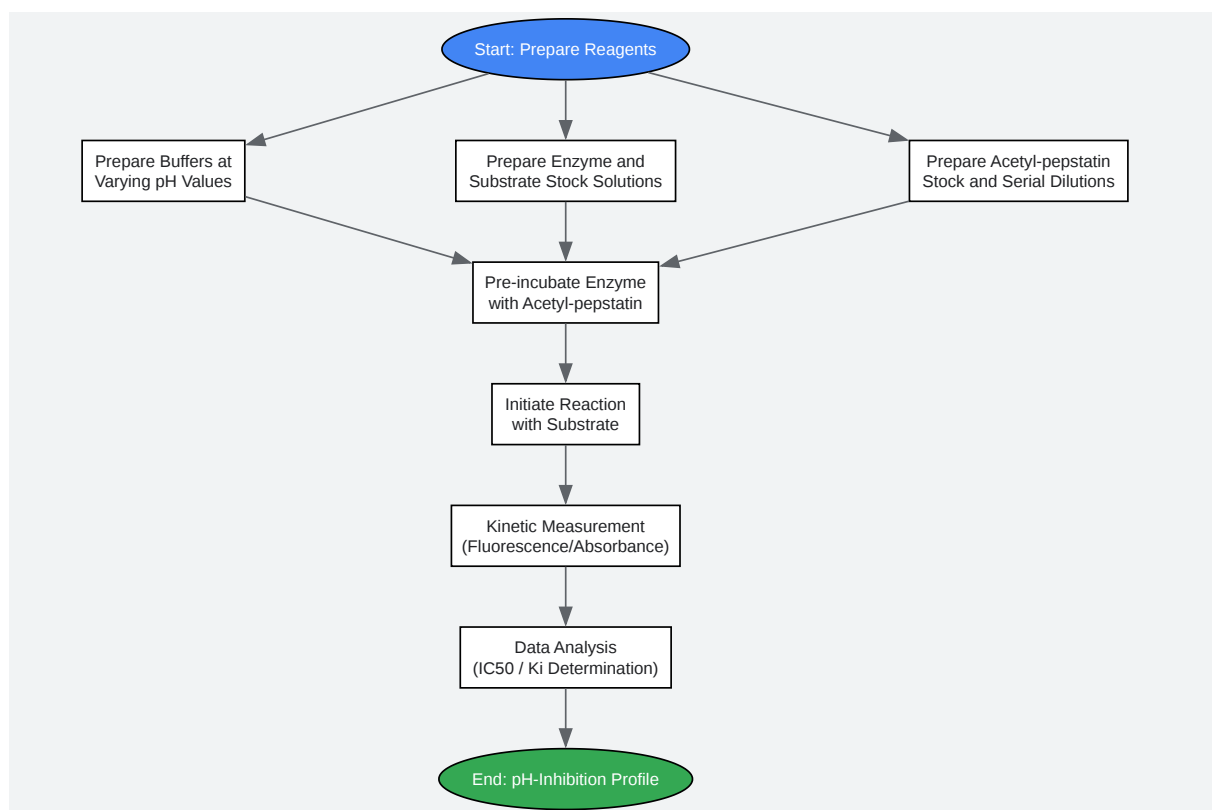 Start: Prepare Reagents
Prepare Buffers at
Varying pH Values
Prepare Enzyme and
Substrate Stock Solutions
Prepare Acetyl-pepstatin
Stock and Serial Dilutions
Pre-incubate Enzyme
with Acetyl-pepstatin
Initiate Reaction
with Substrate
Kinetic Measurement
(Fluorescence/Absorbance)
Data Analysis
(IC50 / Ki Determination)
End: pH-Inhibition Profile